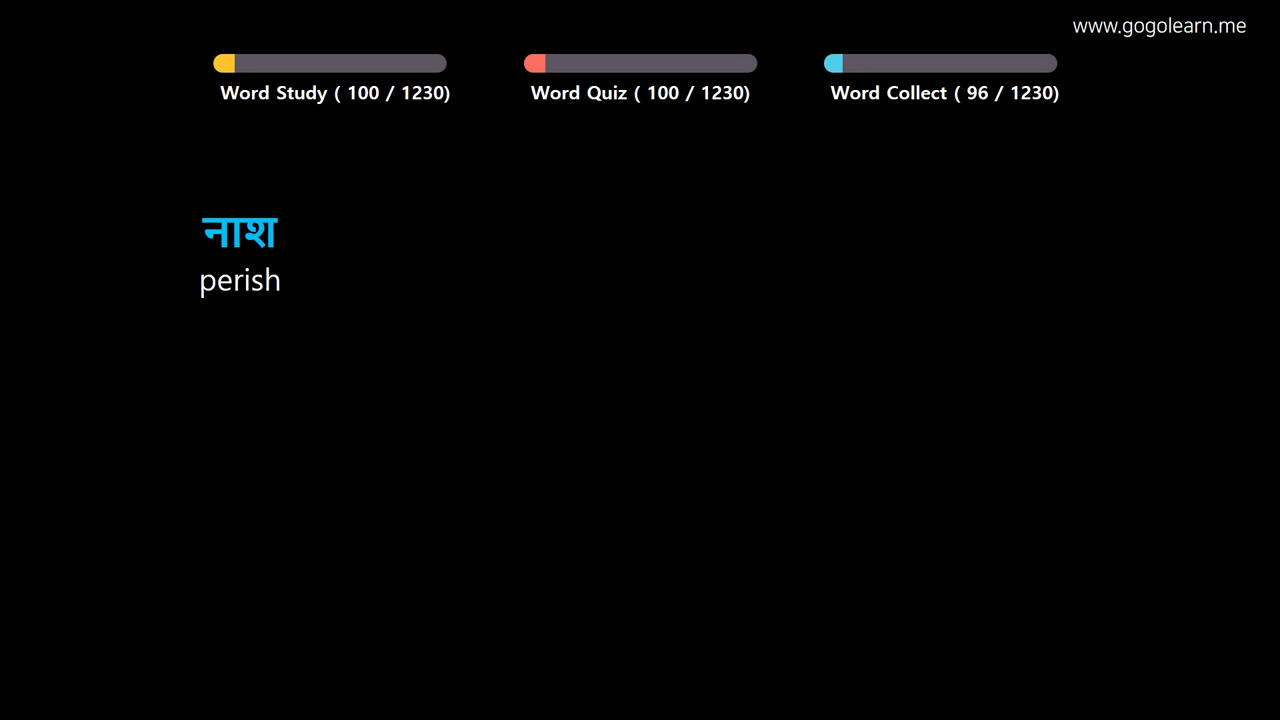 www.gogolearn.me
Word Study ( 100 / 1230)
Word Quiz ( 100 / 1230)
Word Collect ( 96 / 1230)
नाश
perish